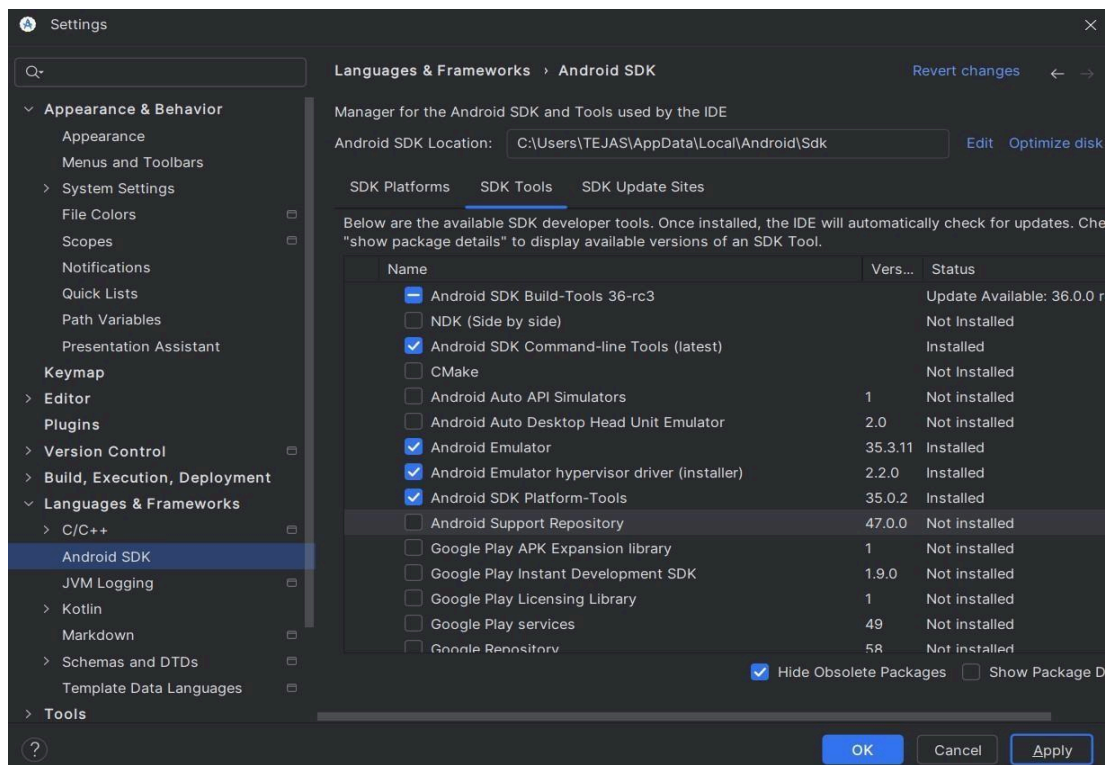 Settings
Languages & Frameworks › Android SDK
Revert changes
Manager for the Android SDK and Tools used by the IDE
Android SDK Location: C:\Users\TEJAS\AppData\Local\Android\Sdk Edit Optimize disk
SDK Platforms SDK Tools SDK Update Sites
Below are the available SDK developer tools. Once installed, the IDE will automatically check for updates. Che
"show package details" to display available versions of an SDK Tool.
Name Vers... Status
Android SDK Build-Tools 36-rc3 Update Available: 36.0.0 r
NDK (Side by side) Not Installed
Android SDK Command-line Tools (latest) Installed
CMake Not Installed
Android Auto API Simulators 1 Not installed
Android Auto Desktop Head Unit Emulator 2.0 Not installed
Android Emulator 35.3.11 Installed
Android Emulator hypervisor driver (installer) 2.2.0 Installed
Android SDK Platform-Tools 35.0.2 Installed
Android Support Repository 47.0.0 Not installed
Google Play APK Expansion library 1 Not installed
Google Play Instant Development SDK 1.9.0 Not installed
Google Play Licensing Library 1 Not installed
Google Play services 49 Not installed
Google Repository 58 Not installed
Hide Obsolete Packages Show Package D
Appearance & Behavior
Appearance
Menus and Toolbars
System Settings
File Colors
Scopes
Notifications
Quick Lists
Path Variables
Presentation Assistant
Keymap
Editor
Plugins
Version Control
Build, Execution, Deployment
Languages & Frameworks
C/C++
Android SDK
JVM Logging
Kotlin
Markdown
Schemas and DTDs
Template Data Languages
Tools
? OK Cancel Apply